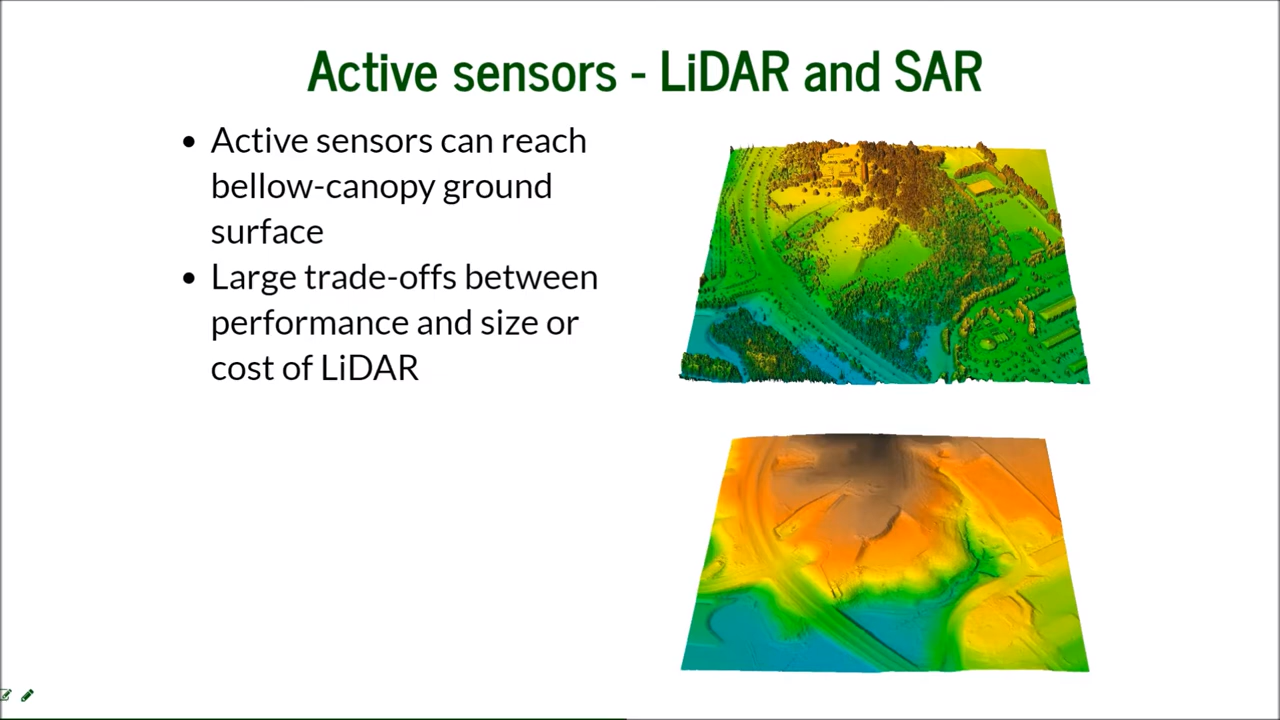 Active sensors - LiDAR and SAR
• Active sensors can reach
bellow-canopy ground
surface
• Large trade-offs between
performance and size or
cost of LiDAR